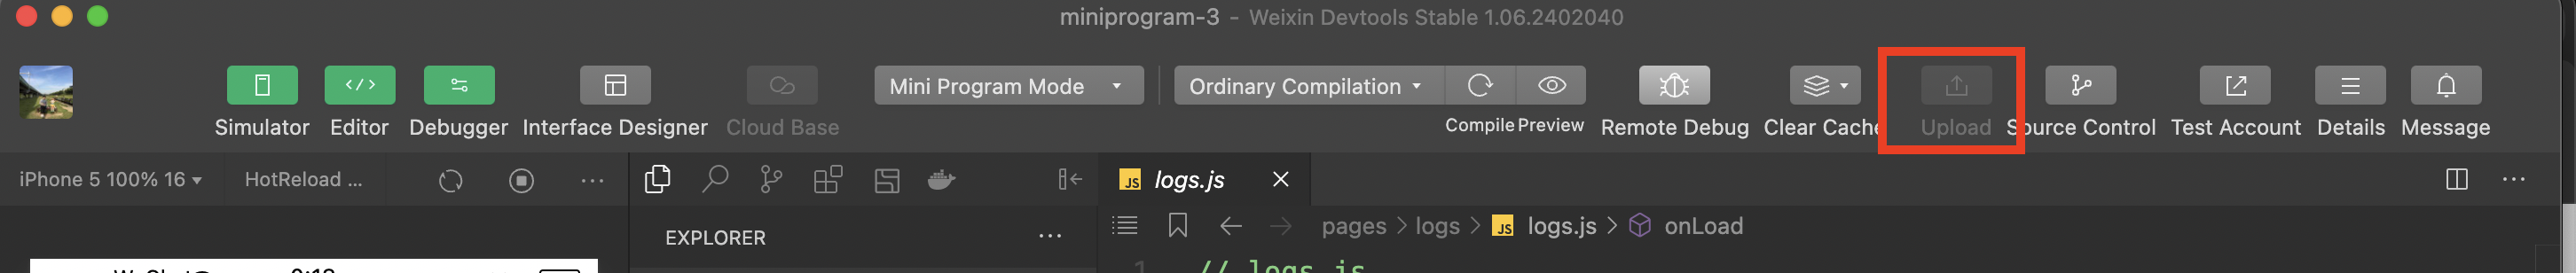 miniprogram-3 - Weixin Devtools Stable 1.06.2402040
Mini Program Mode
Ordinary Compilation
Simulator Editor Debugger Interface Designer Cloud Base Compile Preview Remote Debug Clear Cache Upload Source Control Test Account Details Message
iPhone 5 100% 16
HotReload ...
JS logs.js
EXPLORER
pages > logs > JS logs.js > onLoad
1 // logs.js